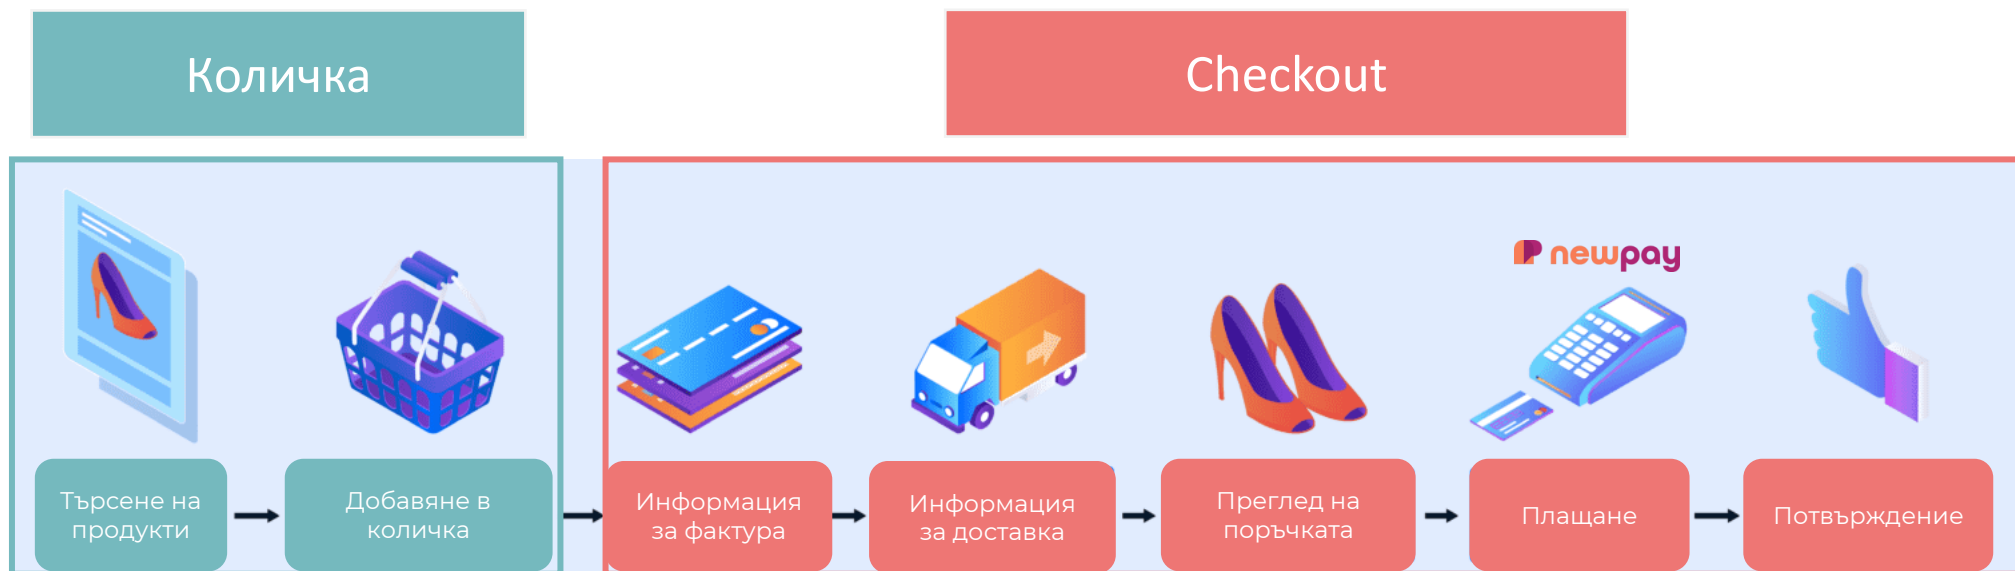 Количка
Checkout
newpay
Търсене на
продукти
Добавяне в
количка
Информация
за фактура
Информация
за доставка
Преглед на
поръчката
Плащане
Потвърждение